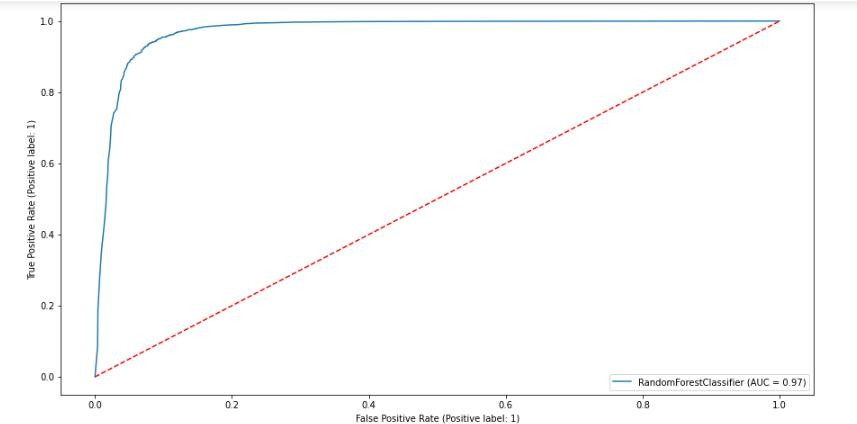 1.0
0.8
0.6
0.4
0.2
0.0
True Positive Rate (Positive label: 1)
RandomForestClassifier (AUC = 0.97)
0.0 0.2 0.4 0.6 0.8 1.0
False Positive Rate (Positive label: 1)